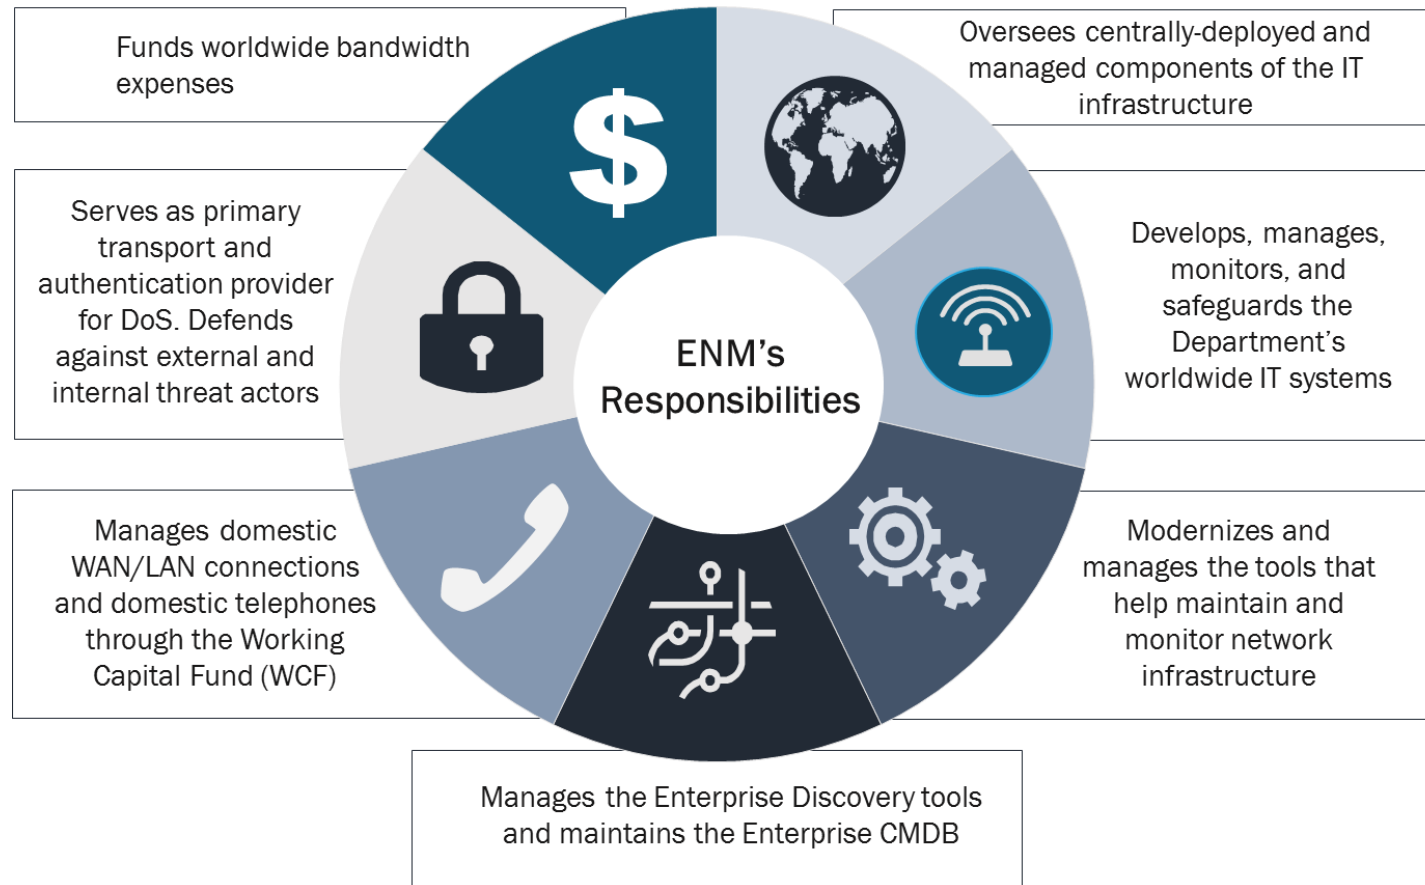 Funds worldwide bandwidth
expenses
Oversees centrally-deployed and
managed components of the IT
infrastructure
Serves as primary
transport and
authentication provider
for DoS. Defends
against external and
internal threat actors
$
ENM's
Responsibilities
Develops, manages,
monitors, and
safeguards the
Department's
worldwide IT systems
Manages domestic
WAN/LAN connections
and domestic telephones
through the Working
Capital Fund (WCF)
Modernizes and
manages the tools that
help maintain and
monitor network
infrastructure
Manages the Enterprise Discovery tools
and maintains the Enterprise CMDB